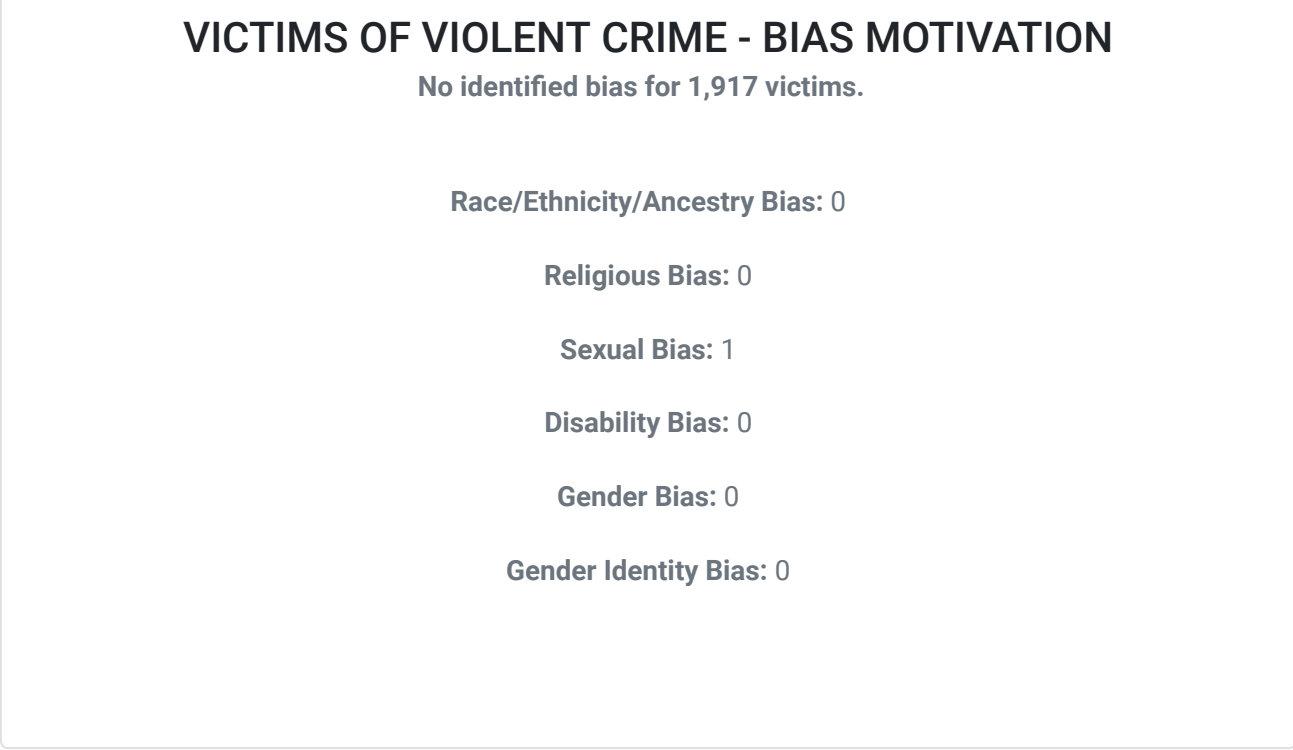 VICTIMS OF VIOLENT CRIME - BIAS MOTIVATION
No identified bias for 1,917 victims.
Race/Ethnicity/Ancestry Bias: 0
Religious Bias: 0
Sexual Bias: 1
Disability Bias: 0
Gender Bias: 0
Gender Identity Bias: 0